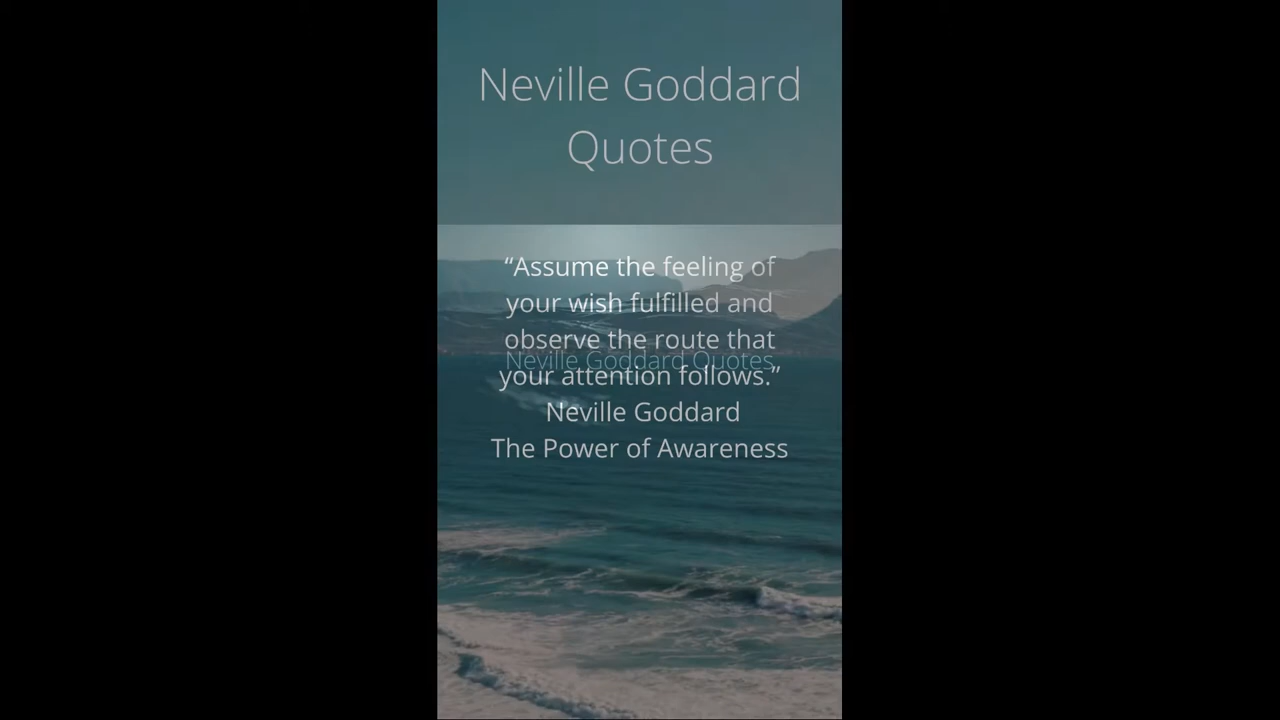 Neville Goddard
Quotes
“Assume the feeling of
your wish fulfilled and
observe the route that
Neville Goddard Quotes
your attention follows.”
Neville Goddard
The Power of Awareness